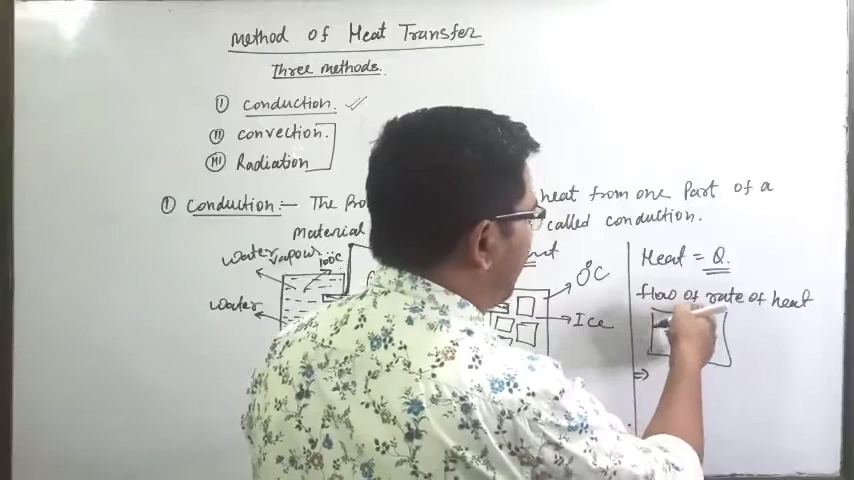 Method of Heat Transfer
Three methods.
(I) conduction. ✓
(II) convection.
(III) Radiation
(1) conduction:— The Pro heat from one Part of a
Material called conduction.
Water vapour 100°C
0°C
Water
Ice
Heat = Q.
flow of rate of heat
⇒